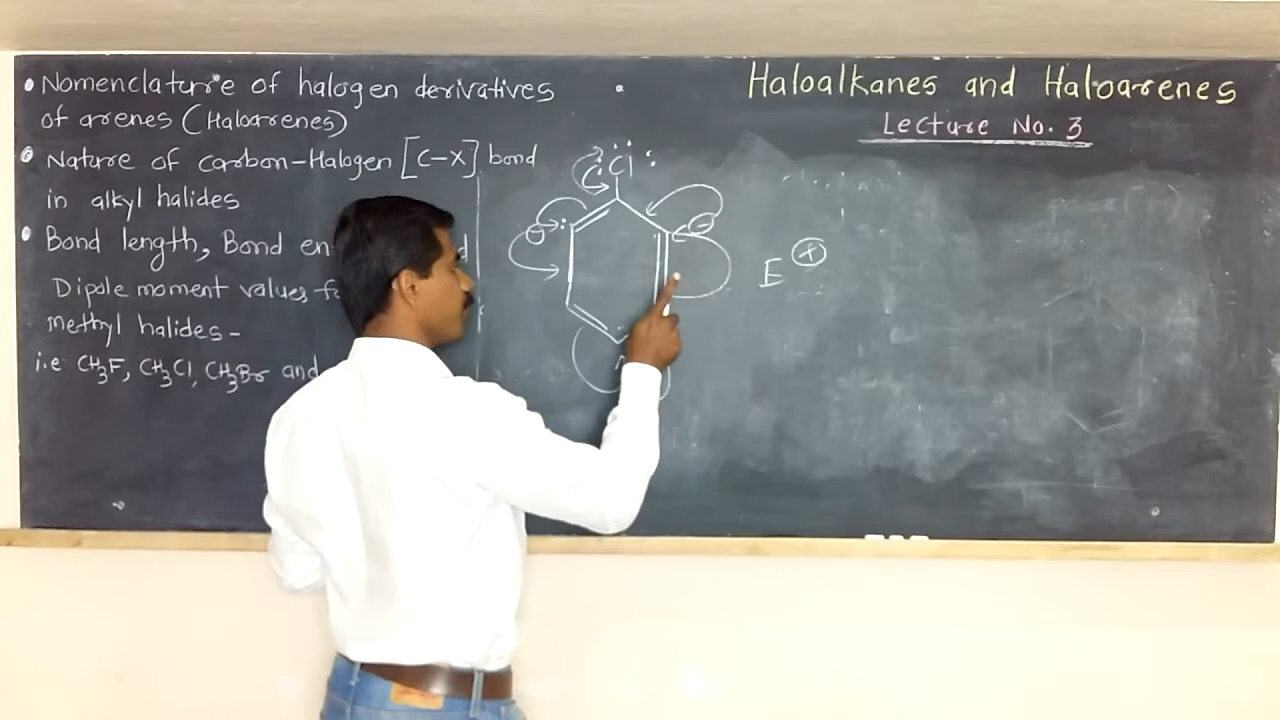 • Nomenclature of halogen derivatives
of arenes (Haloarenes)
• Nature of carbon-Halogen [C-X] bond
in alkyl halides
• Bond length, Bond
Dipole moment values
methyl halides-
i.e CH3F, CH3Cl, CH3Br and
Haloalkanes and Haloarenes
Lecture No. 3
Cl
⊖
⊖
E⊕